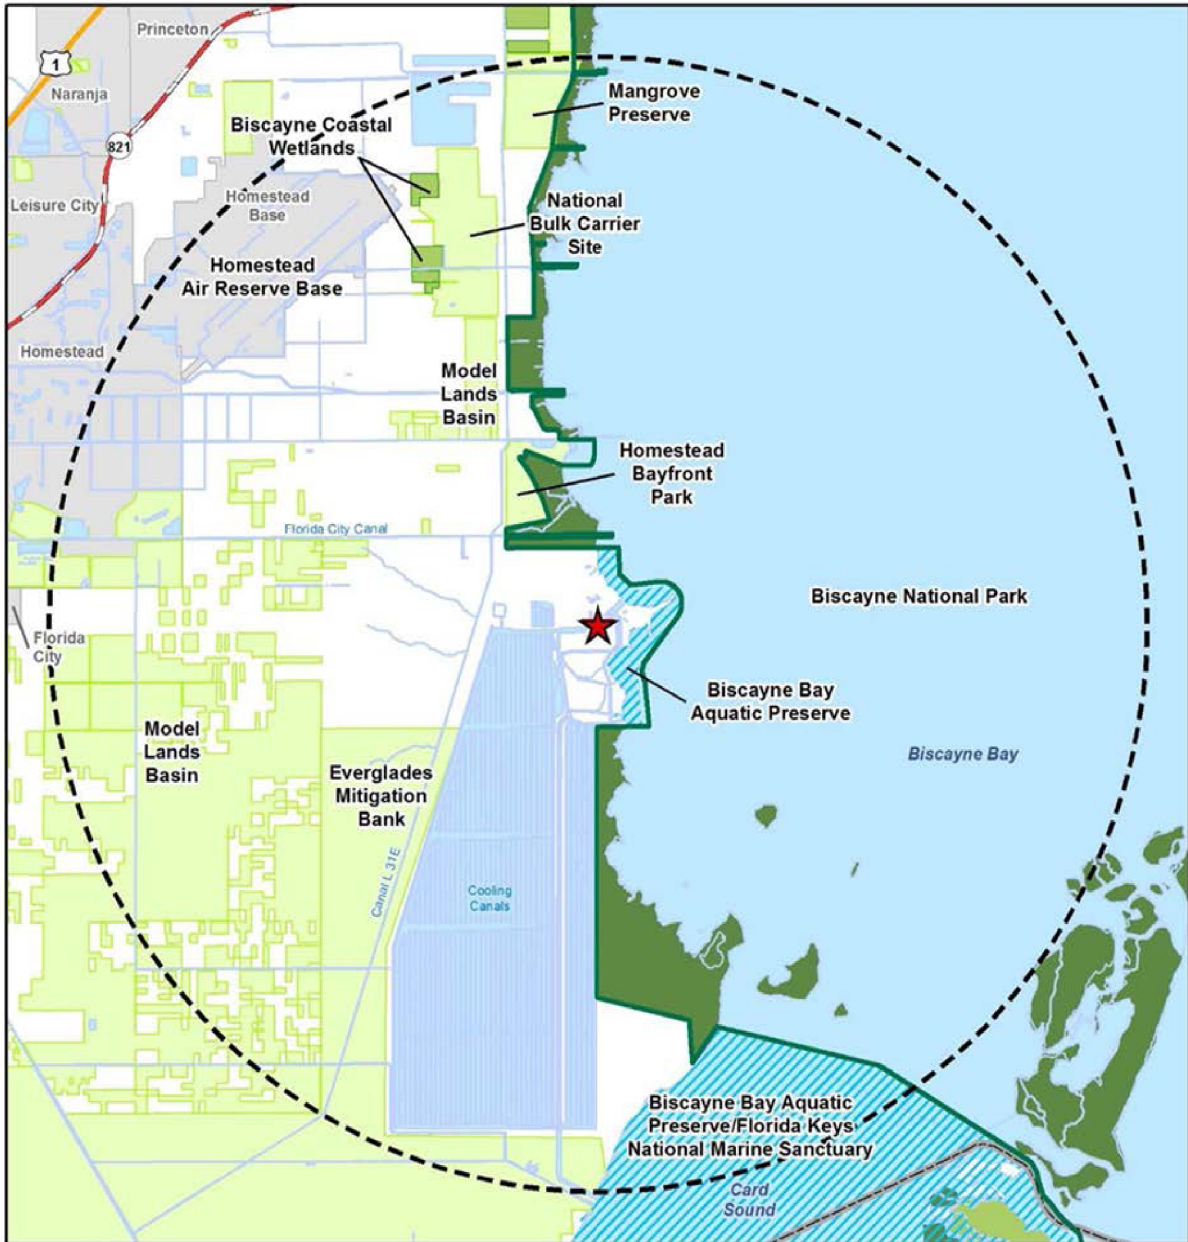 Princeton
1
Naranja
Mangrove
Preserve
Biscayne Coastal
Wetlands
821
Leisure City
Homestead
Base
National
Bulk Carrier
Site
Homestead
Air Reserve Base
Homestead
Model
Lands
Basin
Homestead
Bayfront
Park
Florida City Canal
Biscayne National Park
Florida
City
Biscayne Bay
Aquatic Preserve
Model
Lands
Basin
Biscayne Bay
Everglades
Mitigation
Bank
Canal L 31E
Cooling
Canals
Biscayne Bay Aquatic
Preserve/Florida Keys
National Marine Sanctuary
Card
Sound